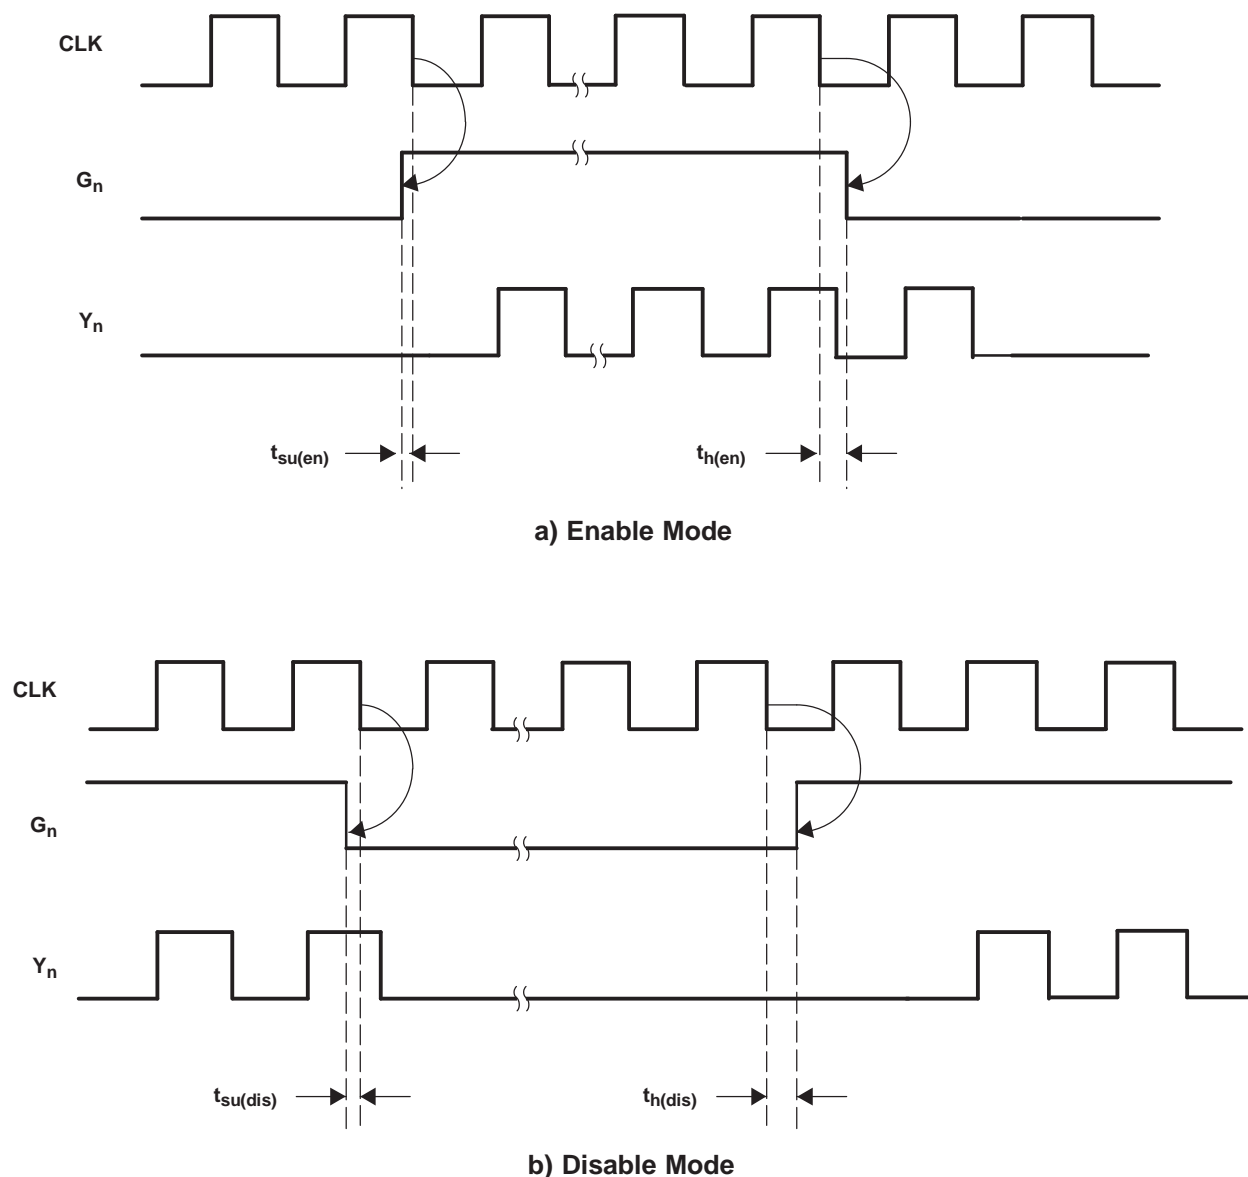 CLK
Gn
Yn
tsu(en)
th(en)
a) Enable Mode
CLK
Gn
Yn
tsu(dis)
th(dis)
b) Disable Mode